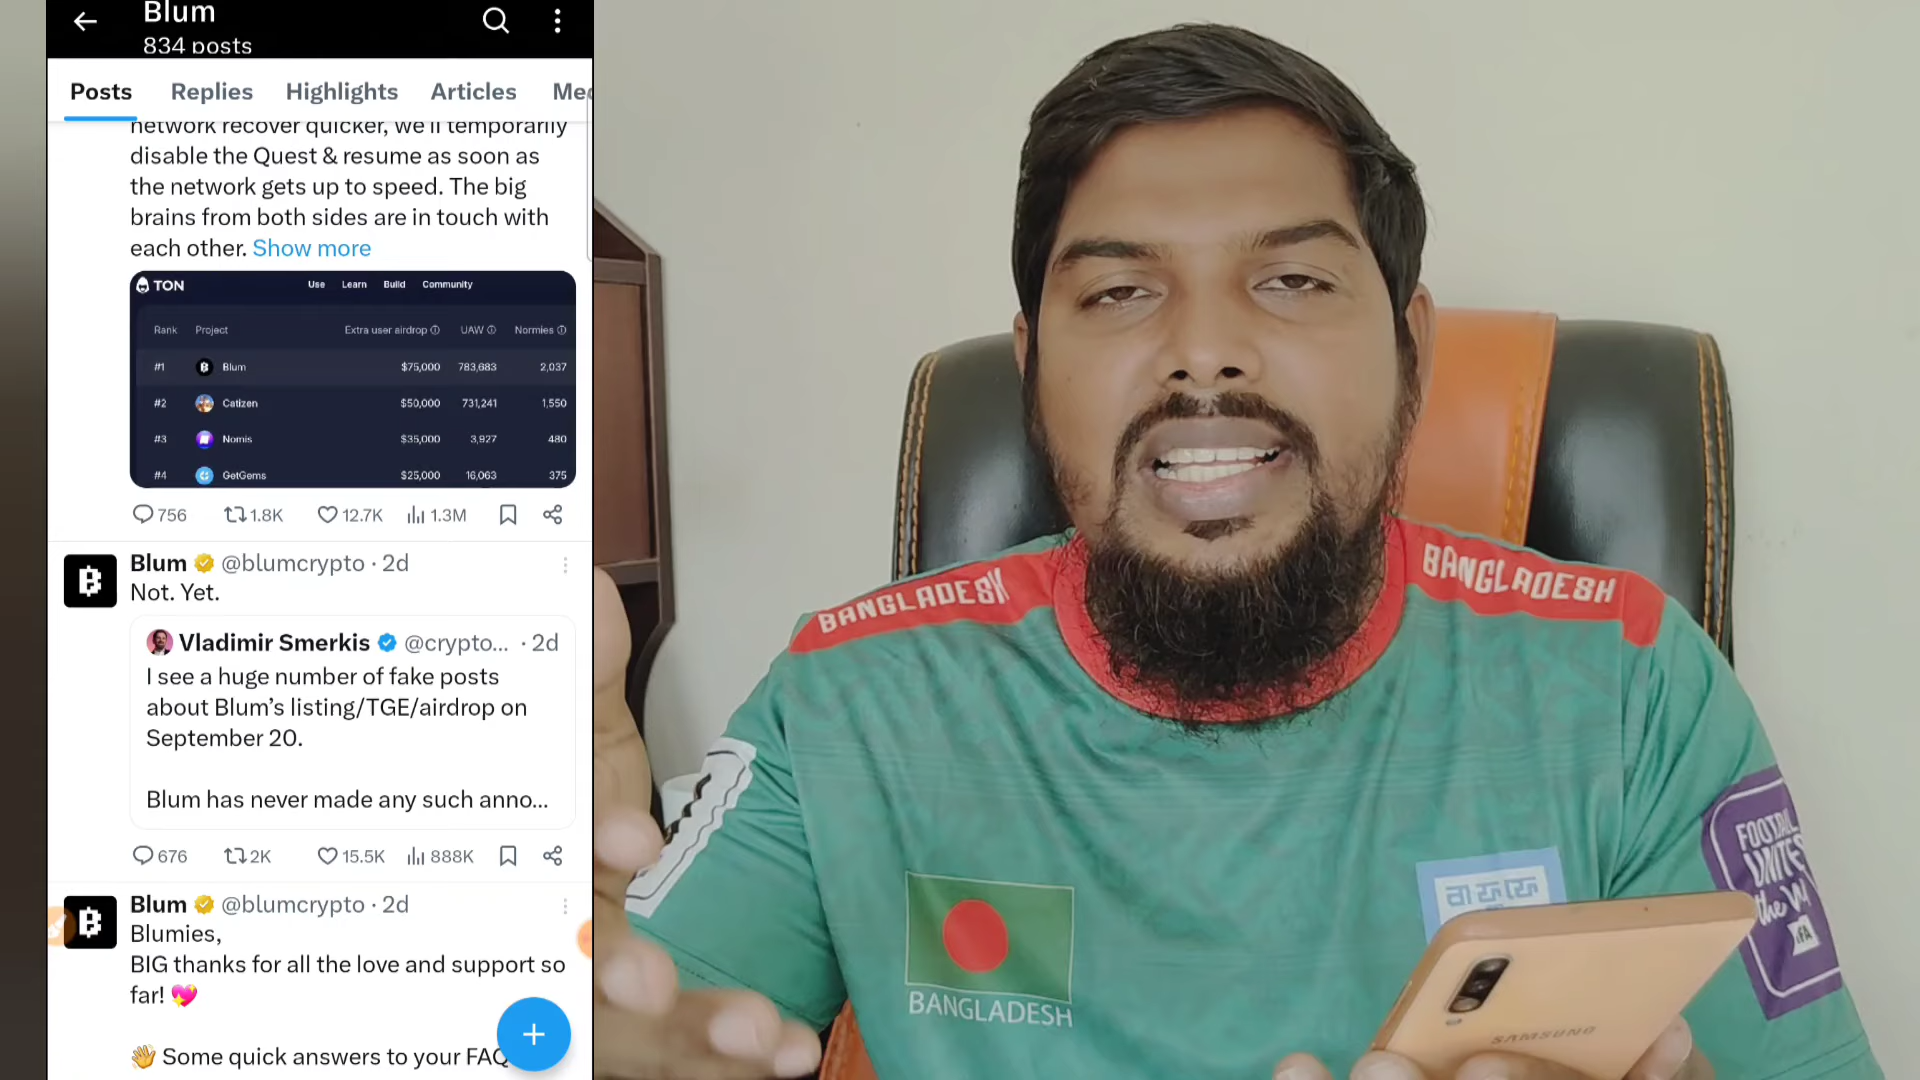 Blum
834 posts
Posts Replies Highlights Articles Med
network recover quicker, we'll temporarily
disable the Quest & resume as soon as
the network gets up to speed. The big
brains from both sides are in touch with
each other. Show more
TON Use Learn Build Community
Rank Project Extra user airdrop UAW Normies
#1 Blum $75,000 783,683 2,037
#2 Catizen $50,000 731,241 1,550
#3 Nomis $35,000 3,927 480
#4 GetGems $25,000 16,063 375
756 1.8K 12.7K 1.3M
Blum @blumcrypto · 2d
Not. Yet.
Vladimir Smerkis @crypto... · 2d
I see a huge number of fake posts
about Blum's listing/TGE/airdrop on
September 20.
Blum has never made any such anno...
676 2K 15.5K 888K
Blum @blumcrypto · 2d
Blumies,
BIG thanks for all the love and support so
far! 💖
👋 Some quick answers to your FAQ
BANGLADESH
BANGLADESH
BANGLADESH
বাফুফে
FOOTBALL
UNITES
the W
FIFA
SAMSUNG